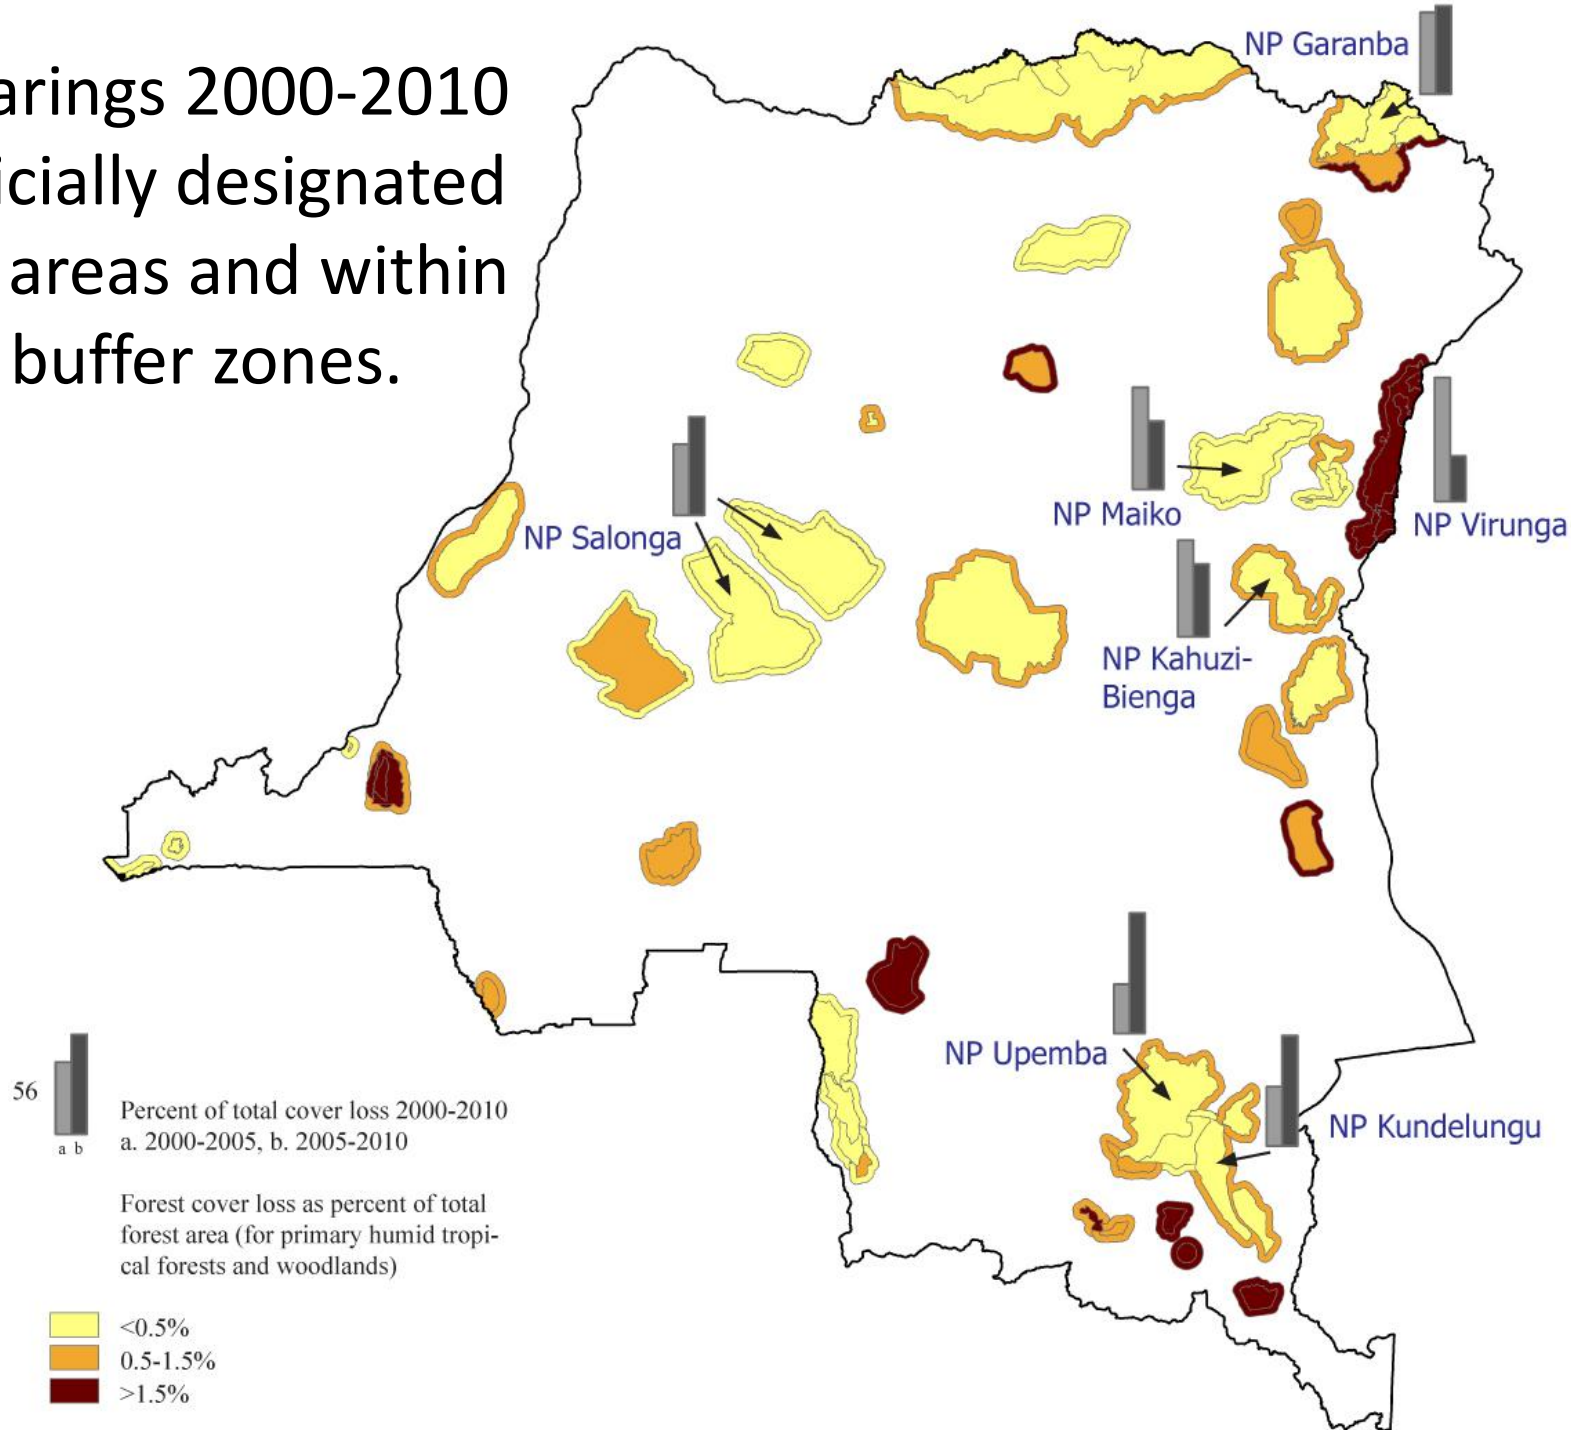 arings 2000-2010
icially designated
areas and within
buffer zones.
NP Garanba
NP Maiko
NP Virunga
NP Salonga
NP Kahuzi-
Bienga
NP Upemba
NP Kundelungu
56
a b
Percent of total cover loss 2000-2010
a. 2000-2005, b. 2005-2010
Forest cover loss as percent of total
forest area (for primary humid tropi-
cal forests and woodlands)
<0.5%
0.5-1.5%
>1.5%